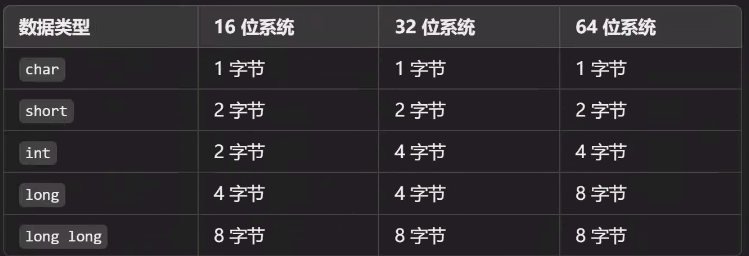 数据类型 16 位系统 32 位系统 64 位系统
char 1 字节 1 字节 1 字节
short 2 字节 2 字节 2 字节
int 2 字节 4 字节 4 字节
long 4 字节 4 字节 8 字节
long long 8 字节 8 字节 8 字节